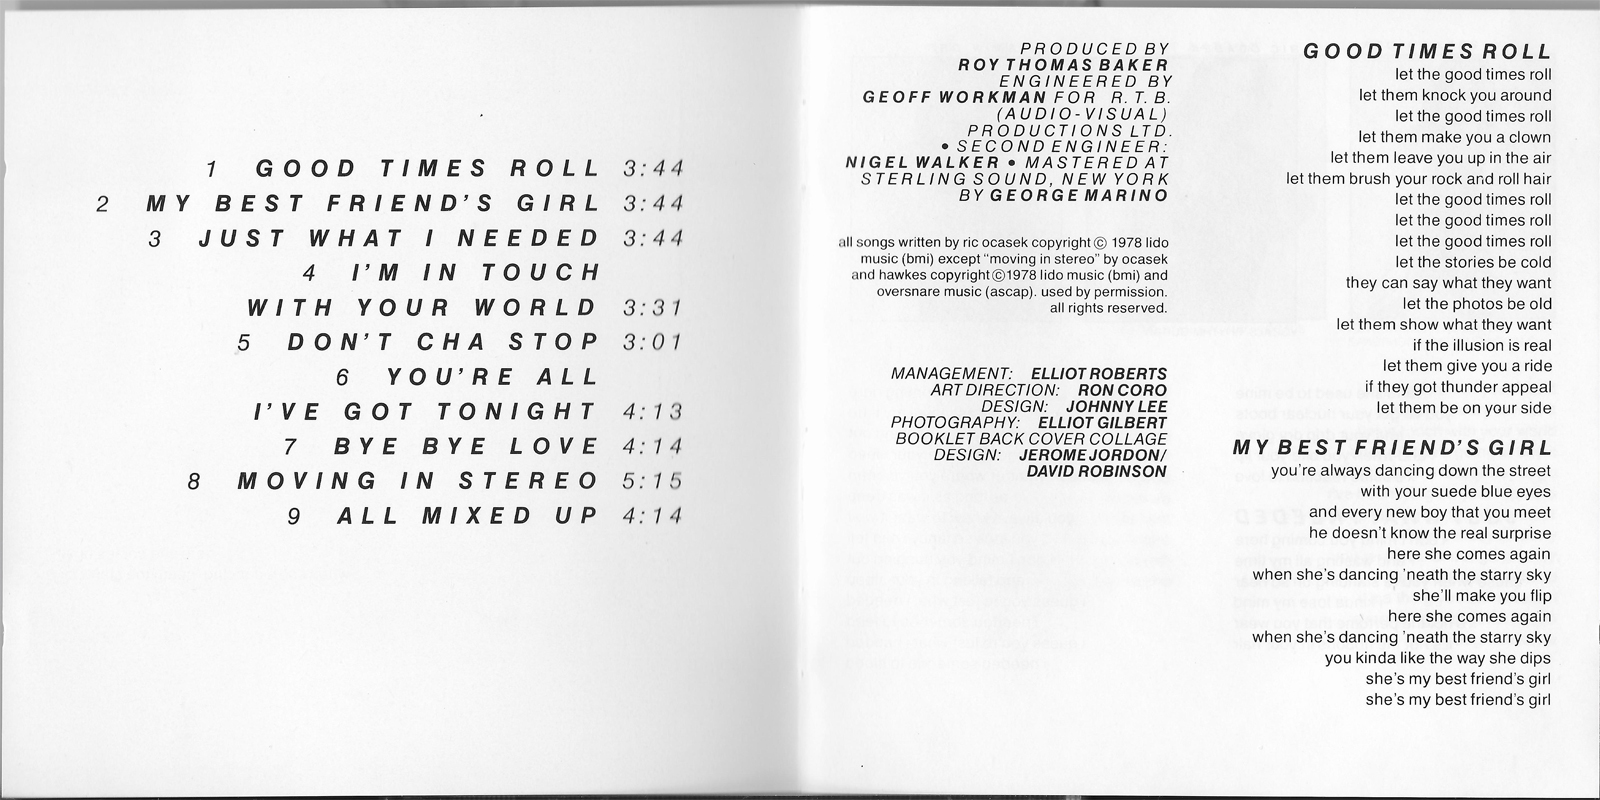 1 GOOD TIMES ROLL 3:44
2 MY BEST FRIEND'S GIRL 3:44
3 JUST WHAT I NEEDED 3:44
4 I'M IN TOUCH
WITH YOUR WORLD 3:31
5 DON'T CHA STOP 3:01
6 YOU'RE ALL
I'VE GOT TONIGHT 4:13
7 BYE BYE LOVE 4:14
8 MOVING IN STEREO 5:15
9 ALL MIXED UP 4:14
PRODUCED BY
ROY THOMAS BAKER
ENGINEERED BY
GEOFF WORKMAN FOR R.T.B.
(AUDIO-VISUAL)
PRODUCTIONS LTD.
• SECOND ENGINEER:
NIGEL WALKER • MASTERED AT
STERLING SOUND, NEW YORK
BY GEORGE MARINO
all songs written by ric ocasek copyright © 1978 lido
music (bmi) except "moving in stereo" by ocasek
and hawkes copyright ©1978 lido music (bmi) and
oversnare music (ascap). used by permission.
all rights reserved.
MANAGEMENT: ELLIOT ROBERTS
ART DIRECTION: RON CORO
DESIGN: JOHNNY LEE
PHOTOGRAPHY: ELLIOT GILBERT
BOOKLET BACK COVER COLLAGE
DESIGN: JEROME JORDON/
DAVID ROBINSON
GOOD TIMES ROLL
let the good times roll
let them knock you around
let the good times roll
let them make you a clown
let them leave you up in the air
let them brush your rock and roll hair
let the good times roll
let the good times roll
let the good times roll
let the stories be cold
they can say what they want
let the photos be old
let them show what they want
if the illusion is real
let them give you a ride
if they got thunder appeal
let them be on your side
MY BEST FRIEND'S GIRL
you're always dancing down the street
with your suede blue eyes
and every new boy that you meet
he doesn't know the real surprise
here she comes again
when she's dancing 'neath the starry sky
she'll make you flip
here she comes again
when she's dancing 'neath the starry sky
you kinda like the way she dips
she's my best friend's girl
she's my best friend's girl